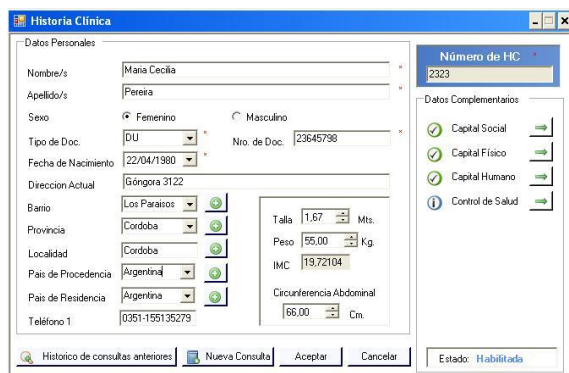 Historia Clínica
Datos Personales
Nombre/s Maria Cecilia *
Apellido/s Pereira *
Sexo Femenino Masculino
Tipo de Doc. DU * Nro. de Doc. 23645798 *
Fecha de Nacimiento 22/04/1980 *
Direccion Actual Góngora 3122
Barrio Los Paraisos
Provincia Cordoba
Localidad Cordoba
Pais de Procedencia Argentina
Pais de Residencia Argentina
Teléfono 1 0351-155135279
Talla 1,67 Mts.
Peso 55,00 Kg.
IMC 19,72104
Circunferencia Abdominal
66,00 Cm.
Número de HC *
2323
Datos Complementarios
Capital Social
Capital Físico
Capital Humano
Control de Salud
Historico de consultas anteriores Nueva Consulta Aceptar Cancelar
Estado: Habilitada